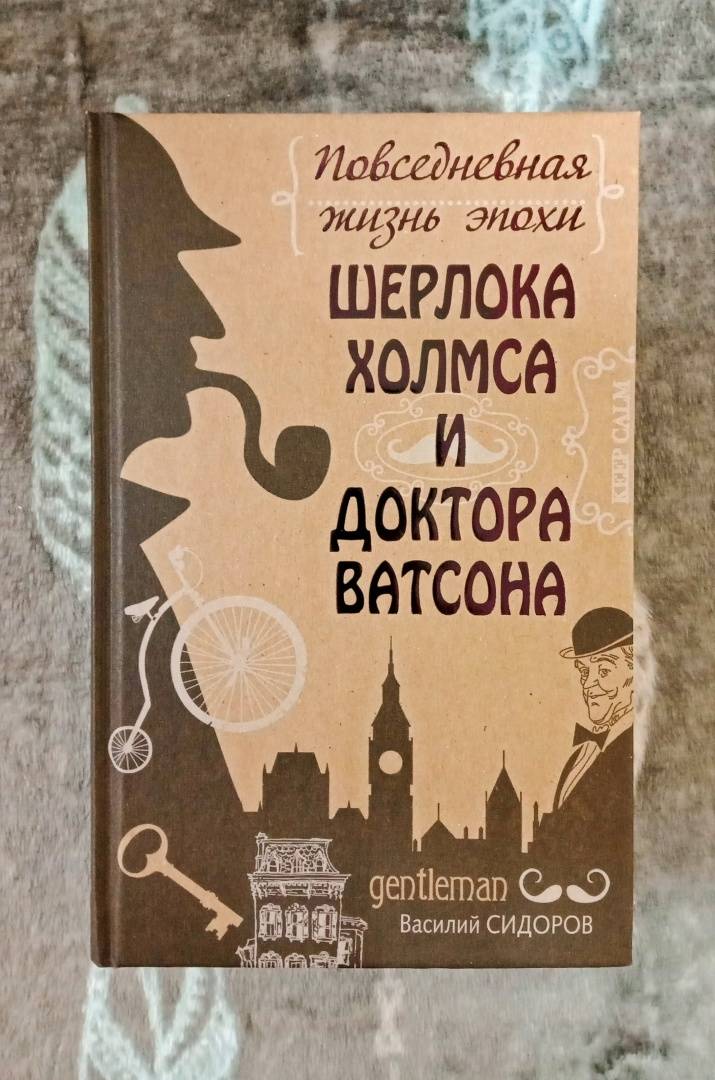 Повседневная
жизнь эпохи
ШЕРЛОКА
ХОЛМСА
И
ДОКТОРА
ВАТСОНА
KEEP CALM
gentleman
Василий СИДОРОВ